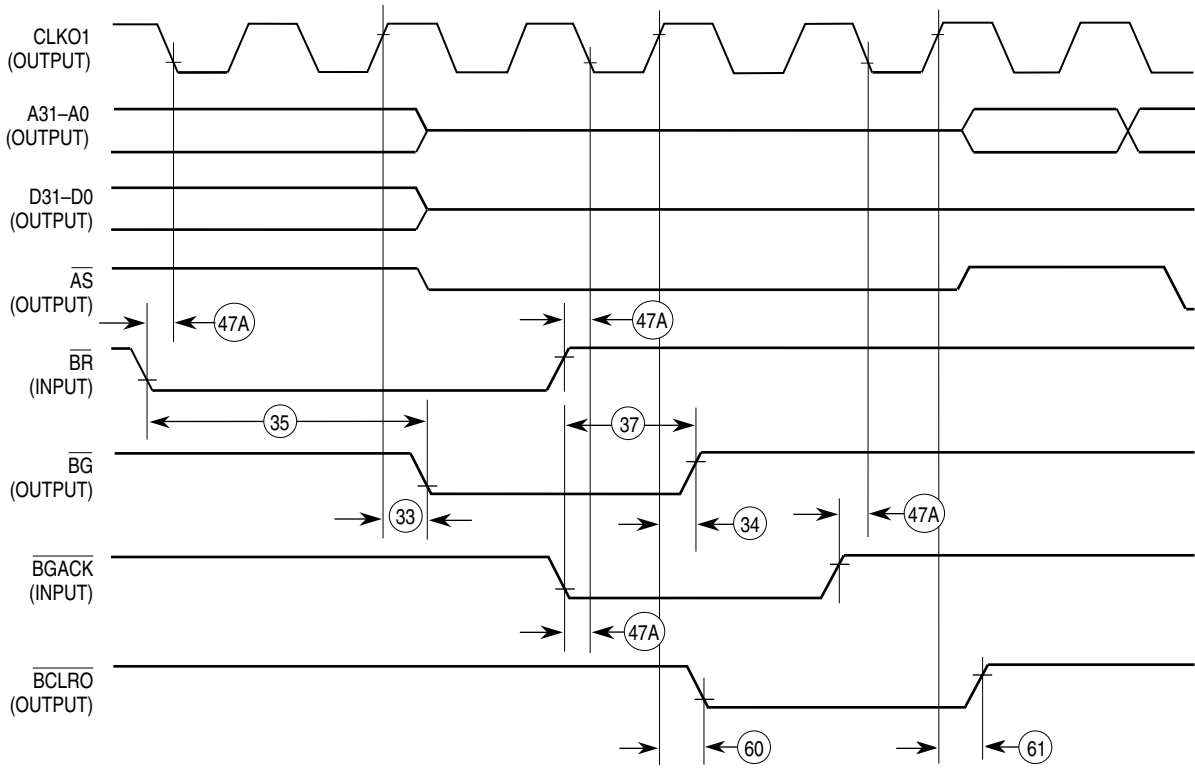 CLKO1
(OUTPUT)
A31–A0
(OUTPUT)
D31–D0
(OUTPUT)
AS
(OUTPUT)
47A
47A
BR
(INPUT)
35
37
BG
(OUTPUT)
33
34
47A
BGACK
(INPUT)
47A
BCLRO
(OUTPUT)
60
61